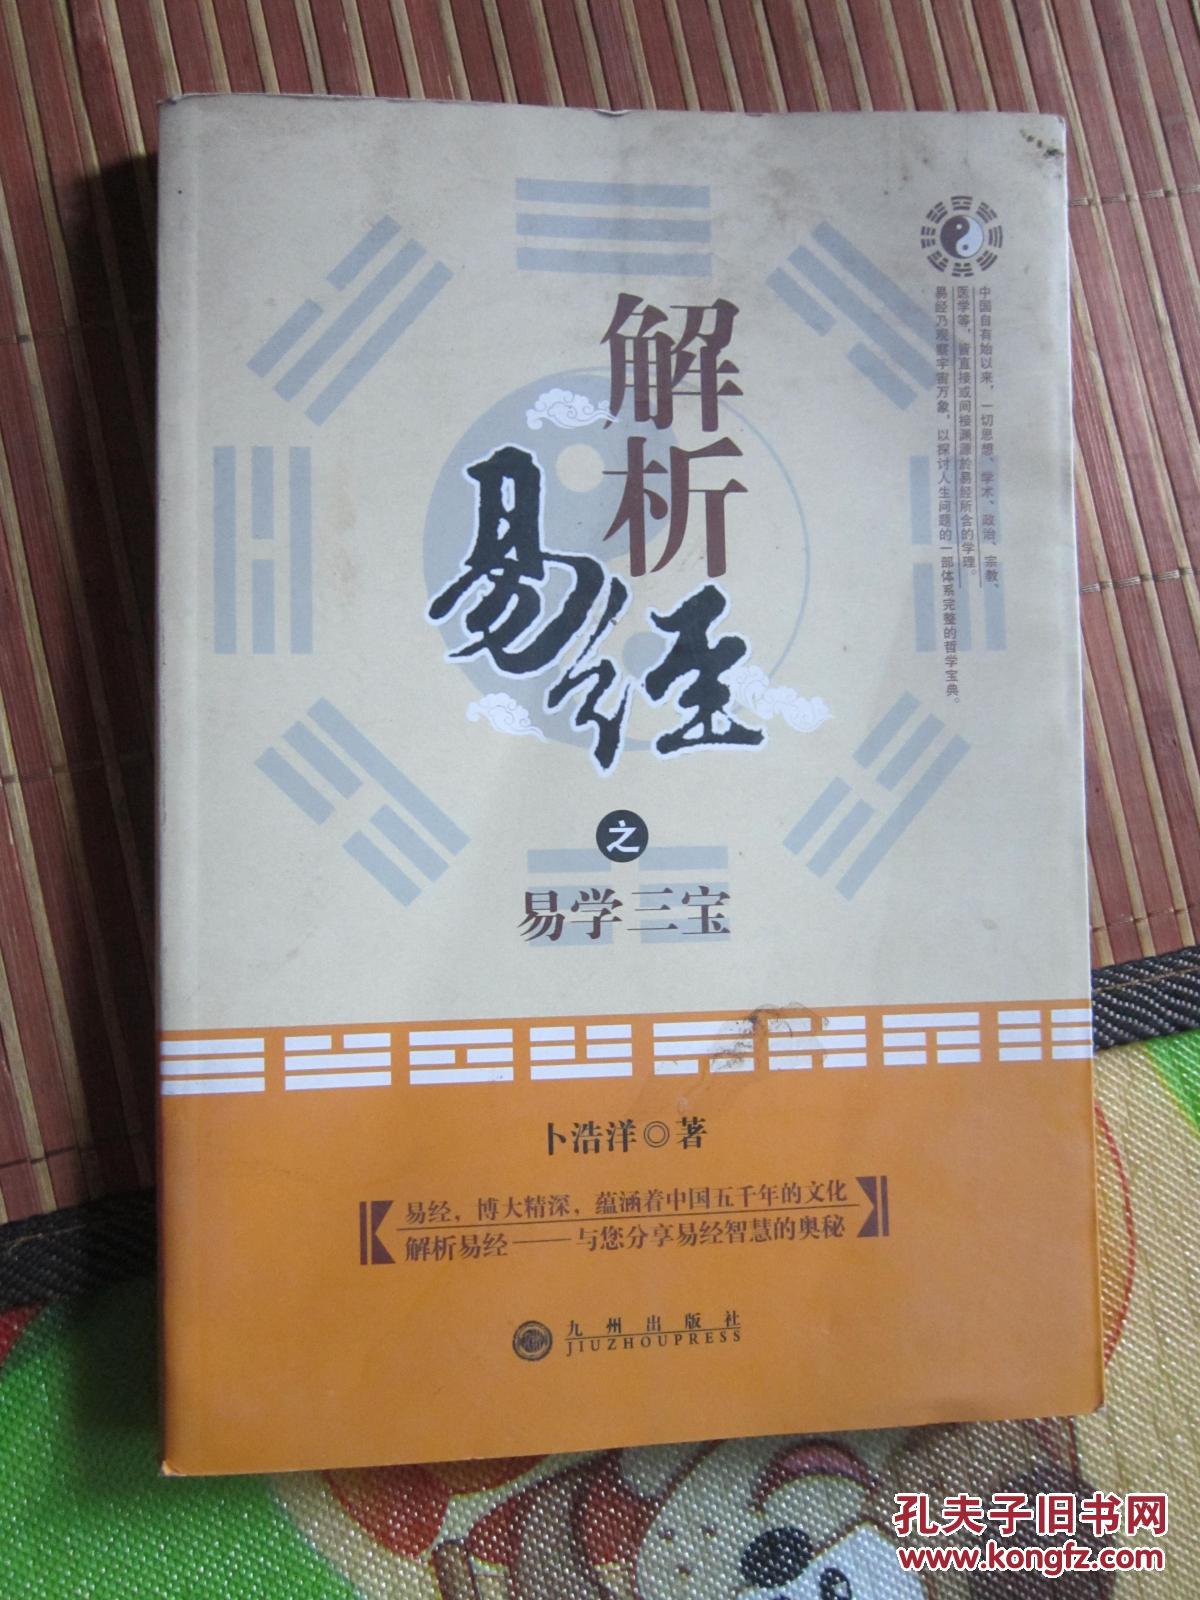 中国自有始以来，一切思想、学术、政治、宗教、
医学等，皆直接或间接渊源於易经所含的学理。
易经乃观察宇宙万象，以探讨人生问题的一部体系完整的哲学宝典。
解析
易经
之
易学三宝
卜浩洋◎著
易经，博大精深，蕴涵着中国五千年的文化
解析易经——与您分享易经智慧的奥秘
九州出版社
JIUZHOUPRESS
孔夫子旧书网
www.kongfz.com